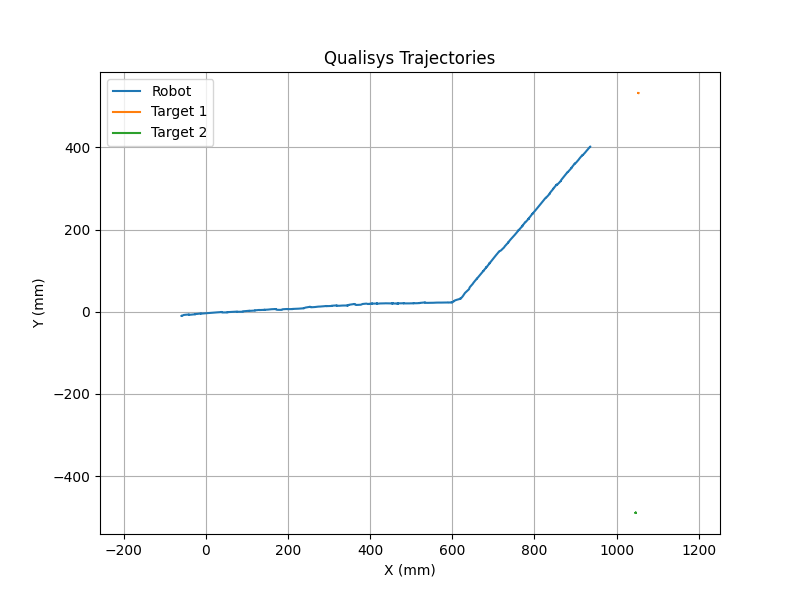 Qualisys Trajectories
Robot
Target 1
Target 2
400
200
0
−200
−400
Y (mm)
−200 0 200 400 600 800 1000 1200
X (mm)